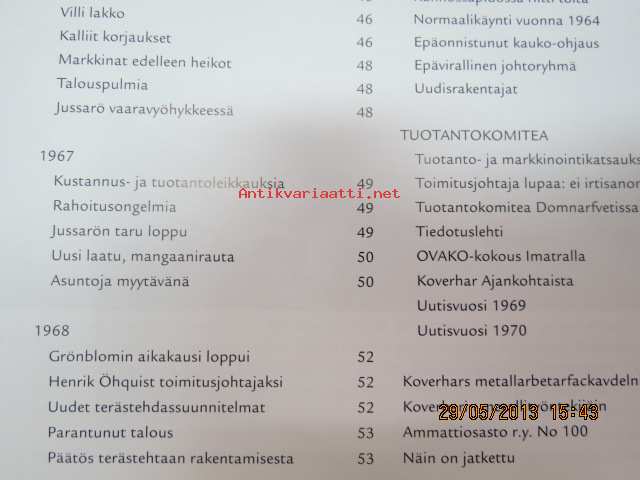 Villi lakko 46
Kalliit korjaukset 46
Markkinat edelleen heikot 48
Talouspulmia 48
Jussarö vaaravyöhykkeessä 48
1967
Kustannus- ja tuotantoleikkauksia 49
Rahoitusongelmia 49
Jussarön taru loppu 49
Uusi laatu, mangaanirauta 50
Asuntoja myytävänä 50
1968
Grönblomin aikakausi loppui 52
Henrik Öhquist toimitusjohtajaksi 52
Uudet terästehdassuunnitelmat 52
Parantunut talous 53
Päätös terästehtaan rakentamisesta 53
Normaalikäynti vuonna 1964
Epäonnistunut kauko-ohjaus
Epävirallinen johtoryhmä
Uudisrakentajat
TUOTANTOKOMITEA
Tuotanto- ja markkinointikatsauks
Toimitusjohtaja lupaa: ei irtisanom
Tuotantokomitea Domnarfvetissa
Tiedotuslehti
OVAKO-kokous Imatralla
Koverhar Ajankohtaista
Uutisvuosi 1969
Uutisvuosi 1970
Koverhars metallarbetarfackavdeln
Ammattiosasto r.y. No 100
Näin on jatkettu
Antikvariaatti.net
29/05/2013 15:43